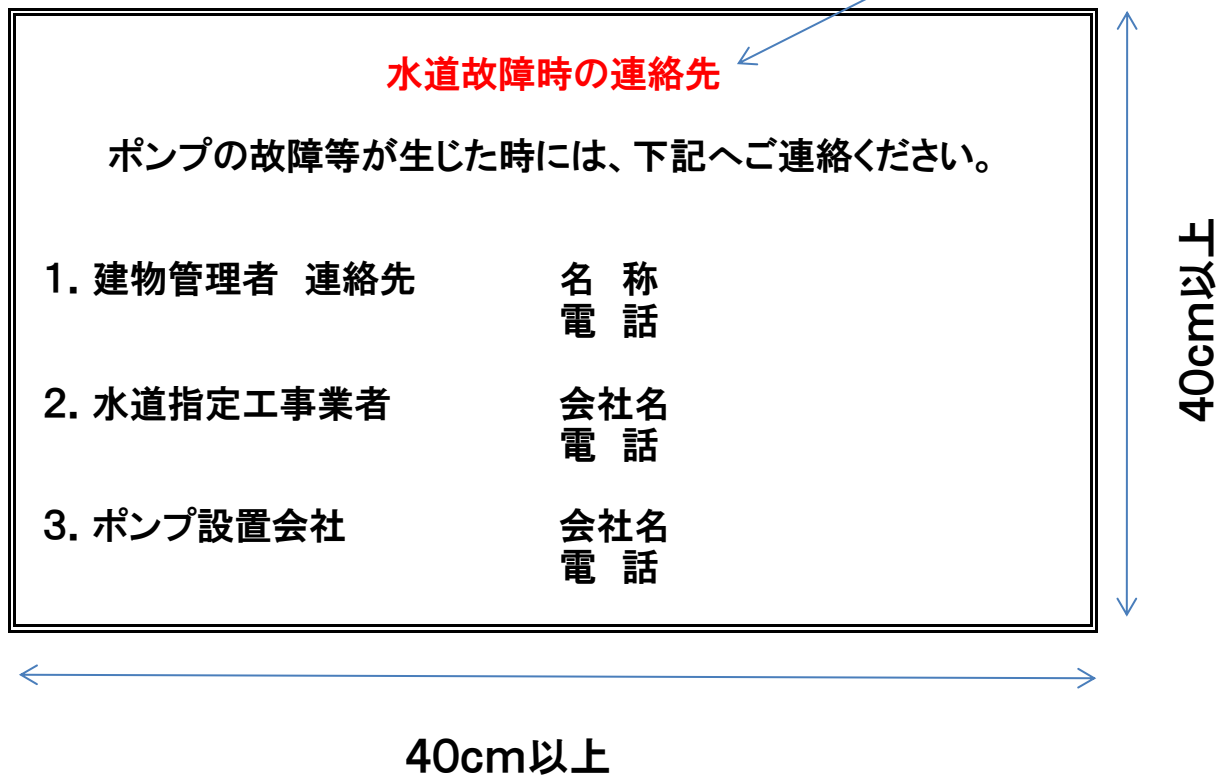 水道故障時の連絡先
ポンプの故障等が生じた時には、下記へご連絡ください。
1. 建物管理者　連絡先　名　称
電　話
2. 水道指定工事業者　会社名
電　話
3. ポンプ設置会社　会社名
電　話
40cm以上
40cm以上